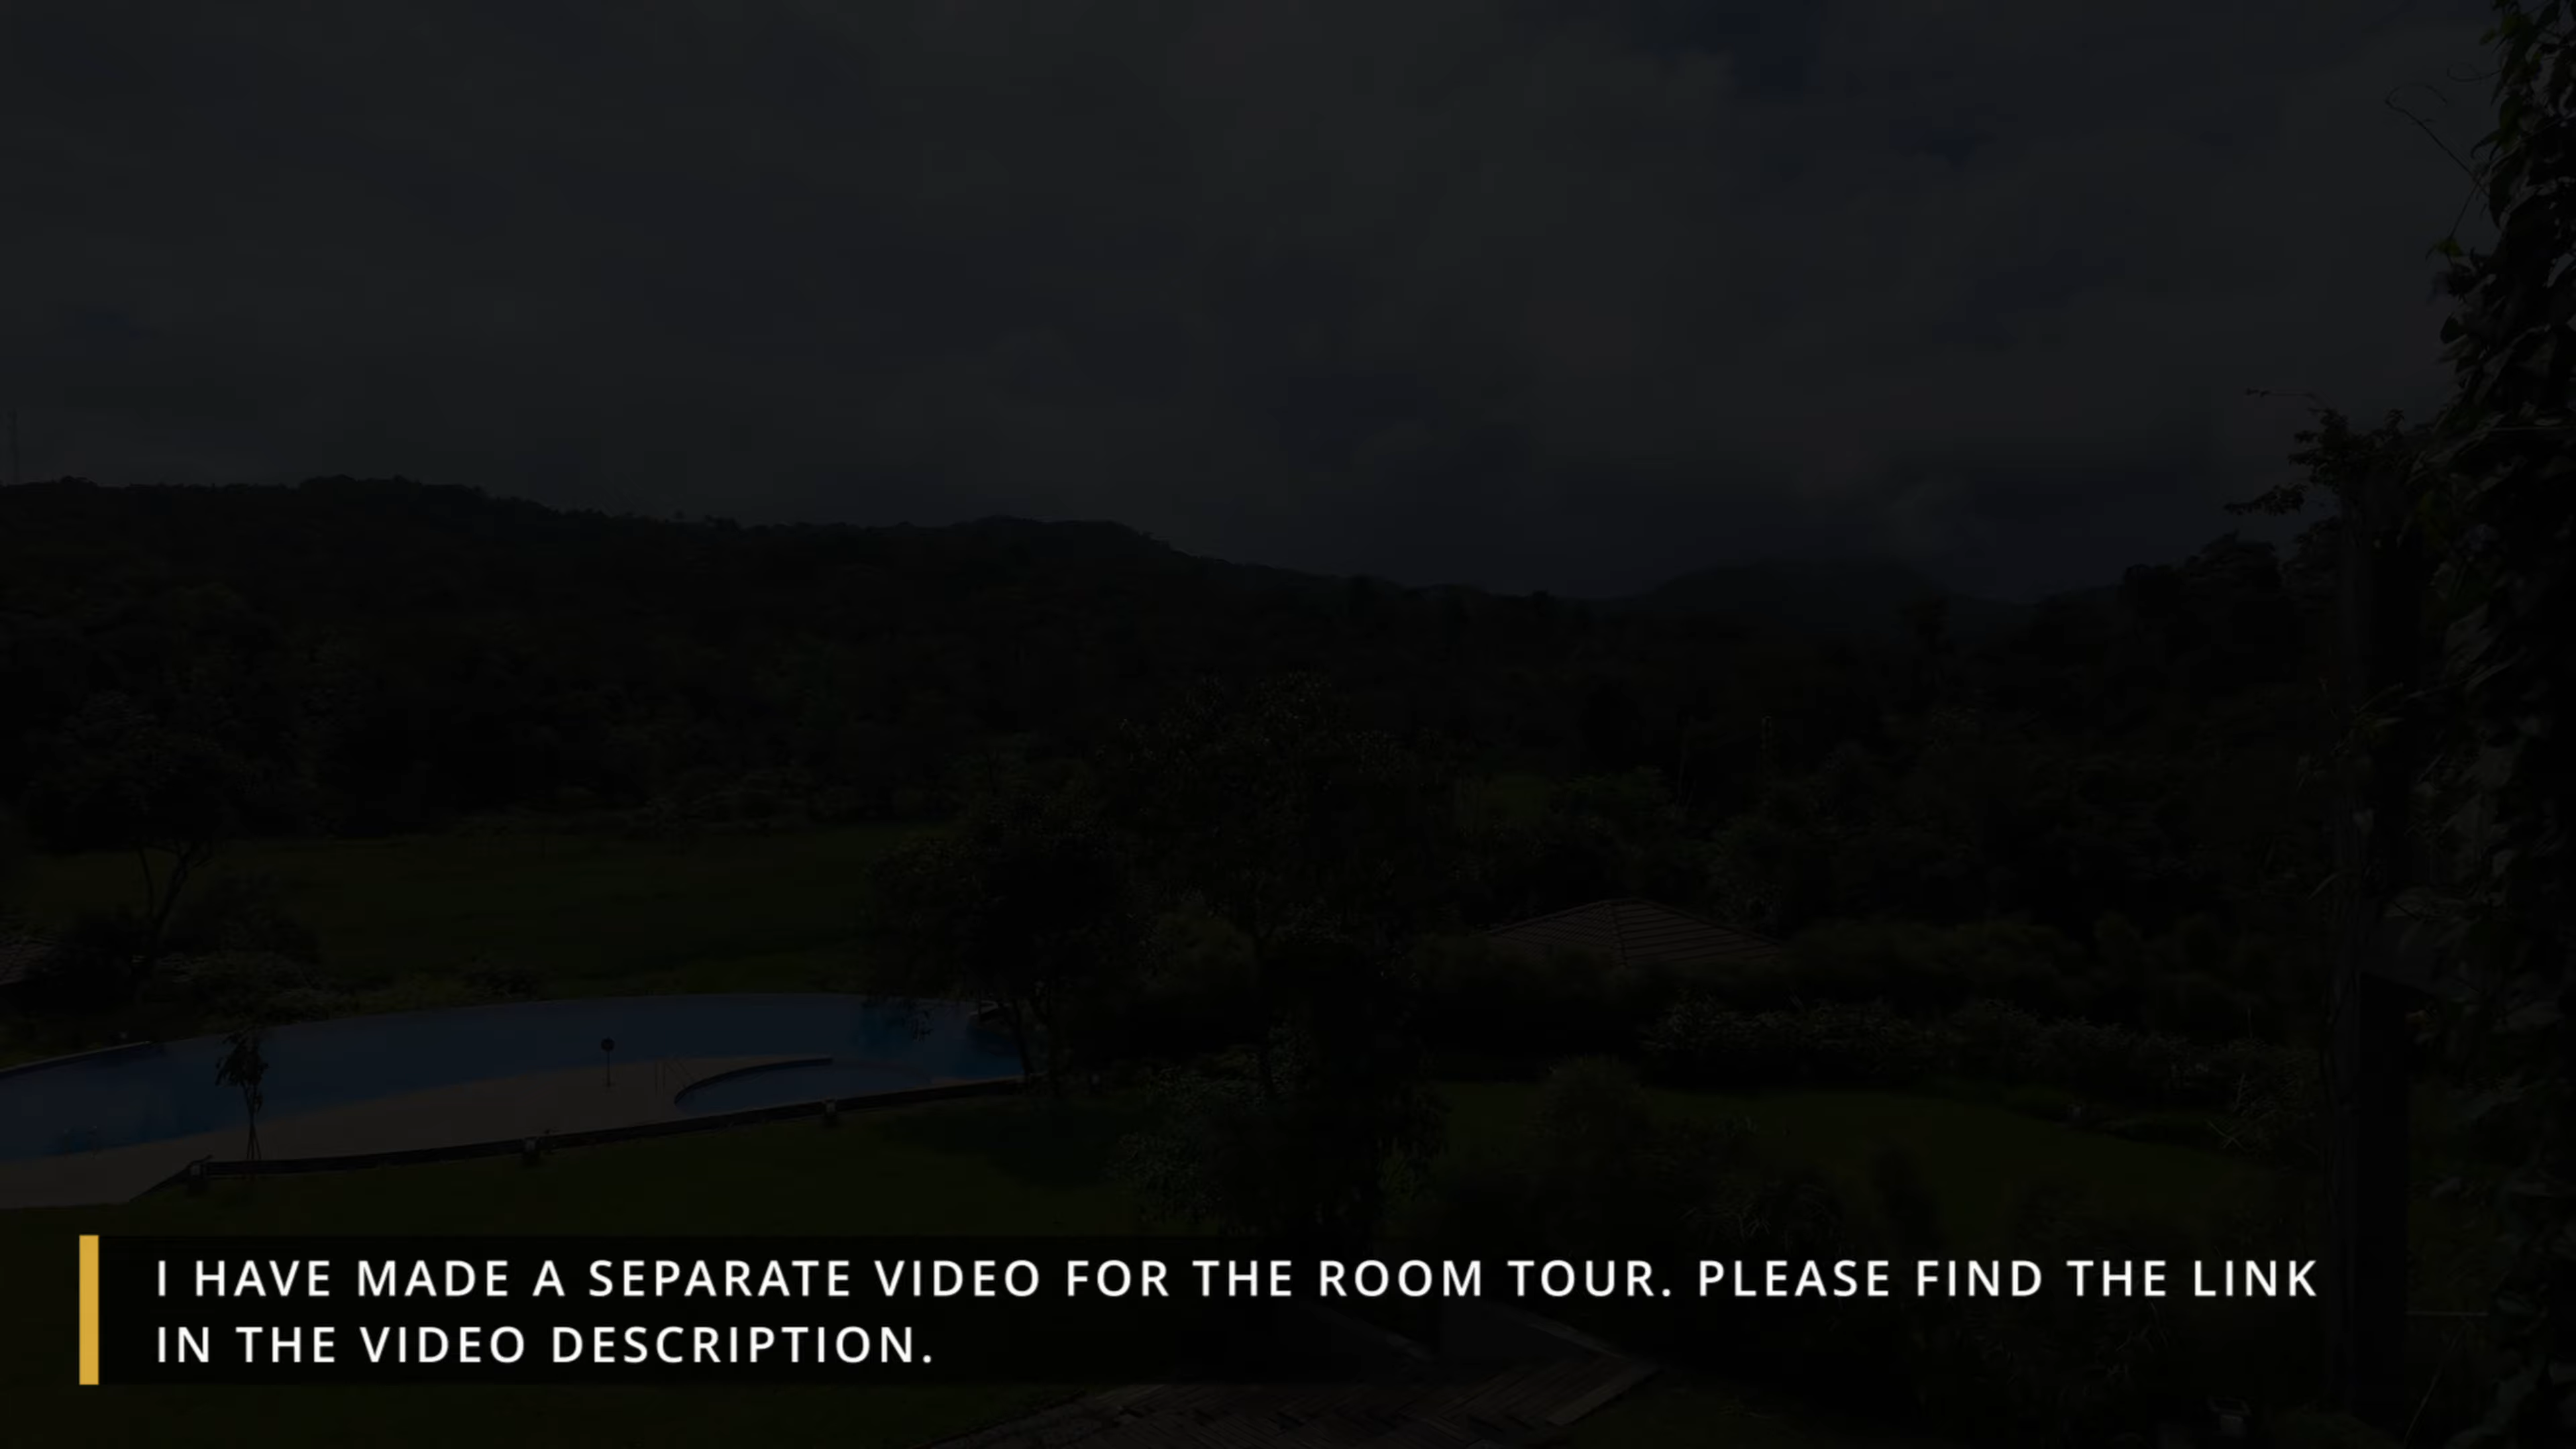 I HAVE MADE A SEPARATE VIDEO FOR THE ROOM TOUR. PLEASE FIND THE LINK
IN THE VIDEO DESCRIPTION.